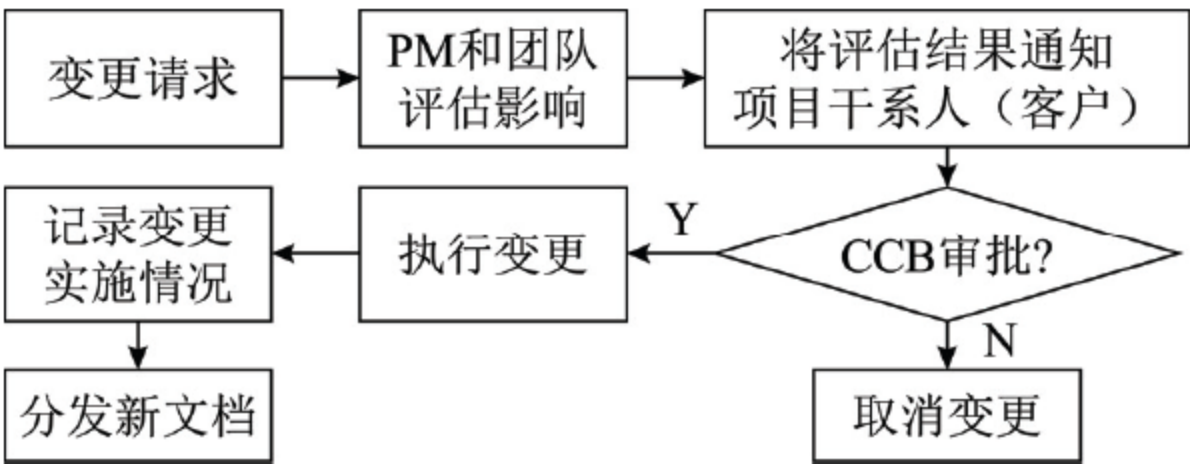 变更请求
PM和团队
评估影响
将评估结果通知
项目干系人（客户）
CCB审批?
Y
N
执行变更
记录变更
实施情况
分发新文档
取消变更